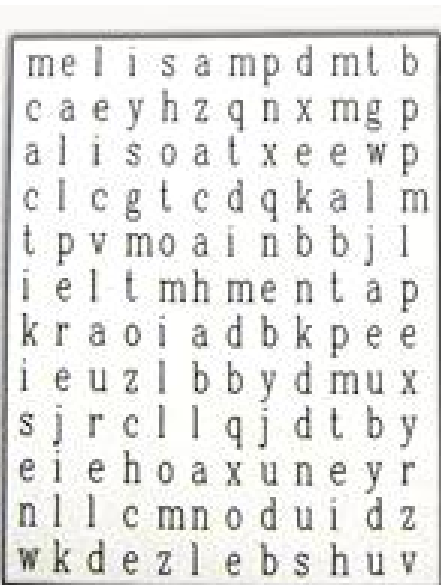 m e l i s a m p d m t b
c a e y h z q n x m g p
a l i s o a t x e e w p
c l c g t c d q k a l m
t p v m o a i n b b j l
i e l t m h m e n t a p
k r a o i a d b k p e e
i e u z l b b y d m u x
s j r c l l q j d t b y
e i e h o a x u n e y r
n l l c m n o d u i d z
w k d e z l e b s h u v